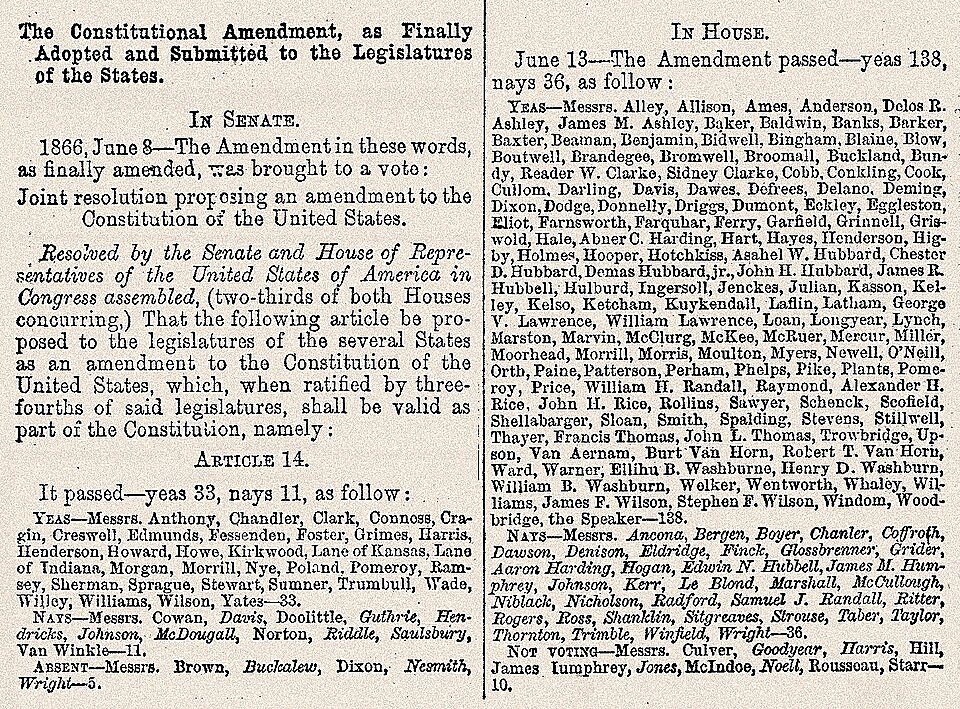 The Constitutional Amendment, as Finally
Adopted and Submitted to the Legislatures
of the States.
IN SENATE.
1866, June 8—The Amendment in these words,
as finally amended, was brought to a vote:
Joint resolution proposing an amendment to the
Constitution of the United States.
Resolved by the Senate and House of Repre-
sentatives of the United States of America in
Congress assembled, (two-thirds of both Houses
concurring,) That the following article be pro-
posed to the legislatures of the several States
as an amendment to the Constitution of the
United States, which, when ratified by three-
fourths of said legislatures, shall be valid as
part of the Constitution, namely:
ARTICLE 14.
It passed—yeas 33, nays 11, as follow:
YEAS—Messrs. Anthony, Chandler, Clark, Conness, Cra-
gin, Creswell, Edmunds, Fessenden, Foster, Grimes, Harris,
Henderson, Howard, Howe, Kirkwood, Lane of Kansas, Lane
of Indiana, Morgan, Morrill, Nye, Poland, Pomeroy, Ram-
sey, Sherman, Sprague, Stewart, Sumner, Trumbull, Wade,
Willey, Williams, Wilson, Yates—33.
NAYS—Messrs. Cowan, Davis, Doolittle, Guthrie, Hen-
dricks, Johnson, McDougall, Norton, Riddle, Saulsbury,
Van Winkle—11.
ABSENT—Messrs. Brown, Buckalew, Dixon, Nesmith,
Wright—5.
IN HOUSE.
June 13—The Amendment passed—yeas 138,
nays 36, as follow:
YEAS—Messrs. Alley, Allison, Ames, Anderson, Delos R.
Ashley, James M. Ashley, Baker, Baldwin, Banks, Barker,
Baxter, Beaman, Benjamin, Bidwell, Bingham, Blaine, Blow,
Boutwell, Brandegee, Bromwell, Broomall, Buckland, Bun-
dy, Reader W. Clarke, Sidney Clarke, Cobb, Conkling, Cook,
Cullom, Darling, Davis, Dawes, Defrees, Delano, Deming,
Dixon, Dodge, Donnelly, Driggs, Dumont, Eckley, Eggleston,
Eliot, Farnsworth, Farquhar, Ferry, Garfield, Grinnell, Gris-
wold, Hale, Abner C. Harding, Hart, Hayes, Henderson, Hig-
by, Holmes, Hooper, Hotchkiss, Asahel W. Hubbard, Chester
D. Hubbard, Demas Hubbard, jr., John H. Hubbard, James R.
Hubbell, Hulburd, Ingersoll, Jenckes, Julian, Kasson, Kel-
ley, Kelso, Ketcham, Kuykendall, Laflin, Latham, George
V. Lawrence, William Lawrence, Loan, Longyear, Lynch,
Marston, Marvin, McClurg, McKee, McRuer, Mercur, Miller,
Moorhead, Morrill, Morris, Moulton, Myers, Newell, O'Neill,
Orth, Paine, Patterson, Perham, Phelps, Pike, Plants, Pome-
roy, Price, William H. Randall, Raymond, Alexander H.
Rice, John H. Rice, Rollins, Sawyer, Schenck, Scofield,
Shellabarger, Sloan, Smith, Spalding, Stevens, Stillwell,
Thayer, Francis Thomas, John L. Thomas, Trowbridge, Up-
son, Van Aernam, Burt Van Horn, Robert T. Van Horn,
Ward, Warner, Ellihu B. Washburne, Henry D. Washburn,
William B. Washburn, Welker, Wentworth, Whaley, Wil-
liams, James F. Wilson, Stephen F. Wilson, Windom, Wood-
bridge, the Speaker—138.
NAYS—Messrs. Ancona, Bergen, Boyer, Chanler, Coffroth,
Dawson, Denison, Eldridge, Finck, Glossbrenner, Grider,
Aaron Harding, Hogan, Edwin N. Hubbell, James M. Hum-
phrey, Johnson, Kerr, Le Blond, Marshall, McCullough,
Niblack, Nicholson, Radford, Samuel J. Randall, Ritter,
Rogers, Ross, Shanklin, Sitgreaves, Strouse, Taber, Taylor,
Thornton, Trimble, Winfield, Wright—36.
NOT VOTING—Messrs. Culver, Goodyear, Harris, Hill,
James Iumphrey, Jones, McIndoe, Noell, Rousseau, Starr—
10.